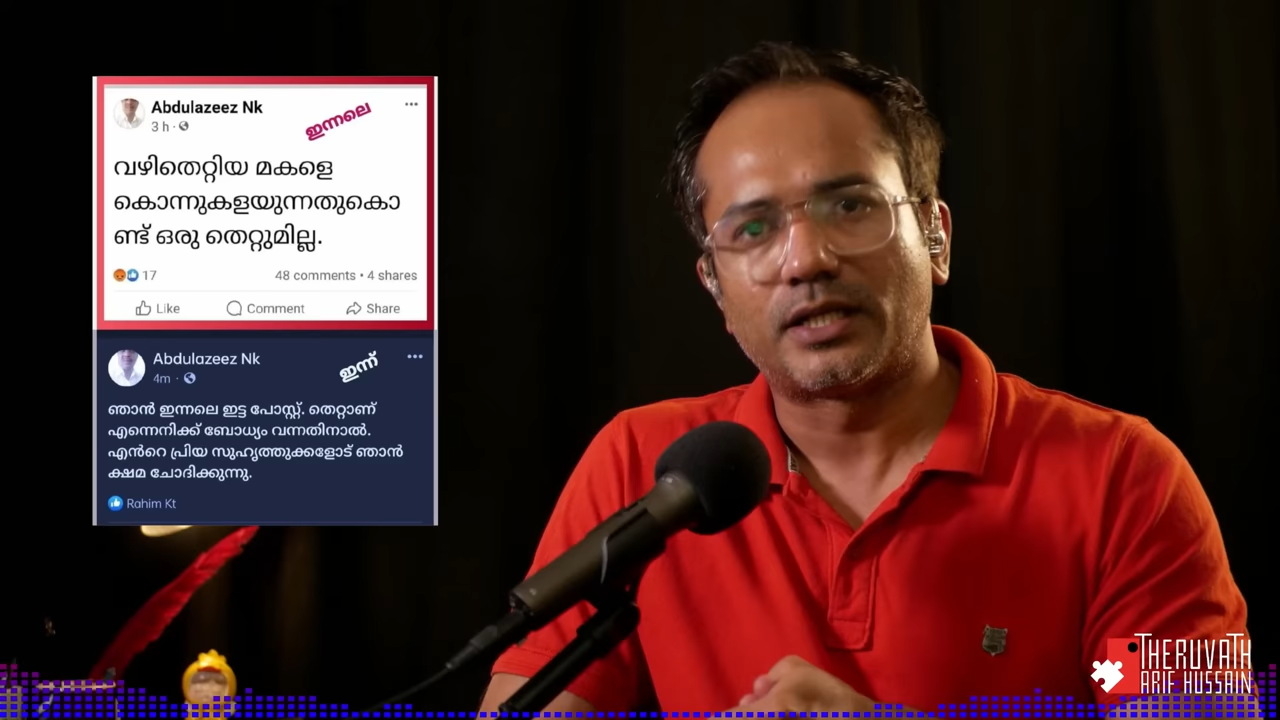 Abdulazeez Nk
3 h
ഇന്നലെ
വഴിതെറ്റിയ മകളെ
കൊന്നുകളയുന്നതുകൊ
ണ്ട് ഒരു തെറ്റുമില്ല.
17
48 comments • 4 shares
Like Comment Share
Abdulazeez Nk
4m
ഇന്ന്
ഞാൻ ഇന്നലെ ഇട്ട പോസ്റ്റ്. തെറ്റാണ്
എന്നെനിക്ക് ബോധ്യം വന്നതിനാൽ.
എൻറെ പ്രിയ സുഹൃത്തുക്കളോട് ഞാൻ
ക്ഷമ ചോദിക്കുന്നു.
Rahim Kt
THERUVATH
ARIF HUSSAIN